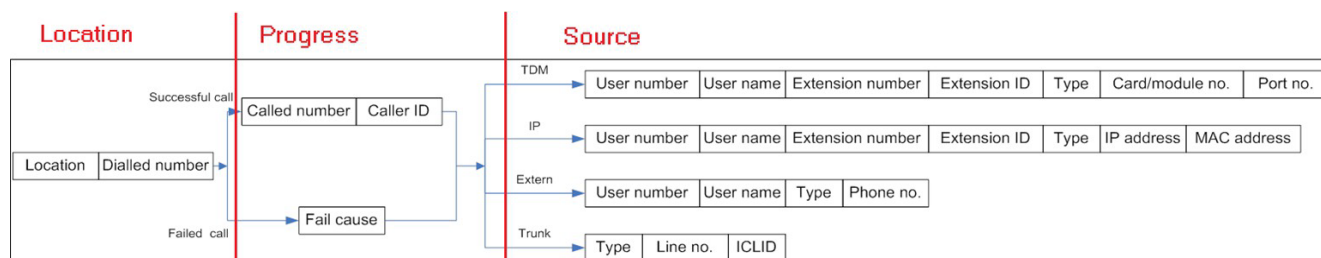 Location Progress Source
TDM
User number User name Extension number Extension ID Type Card/module no. Port no.
Successful call
Called number Caller ID
IP
User number User name Extension number Extension ID Type IP address MAC address
Location Dialled number
Extern
User number User name Type Phone no.
Fail cause
Failed call
Trunk
Type Line no. ICLID